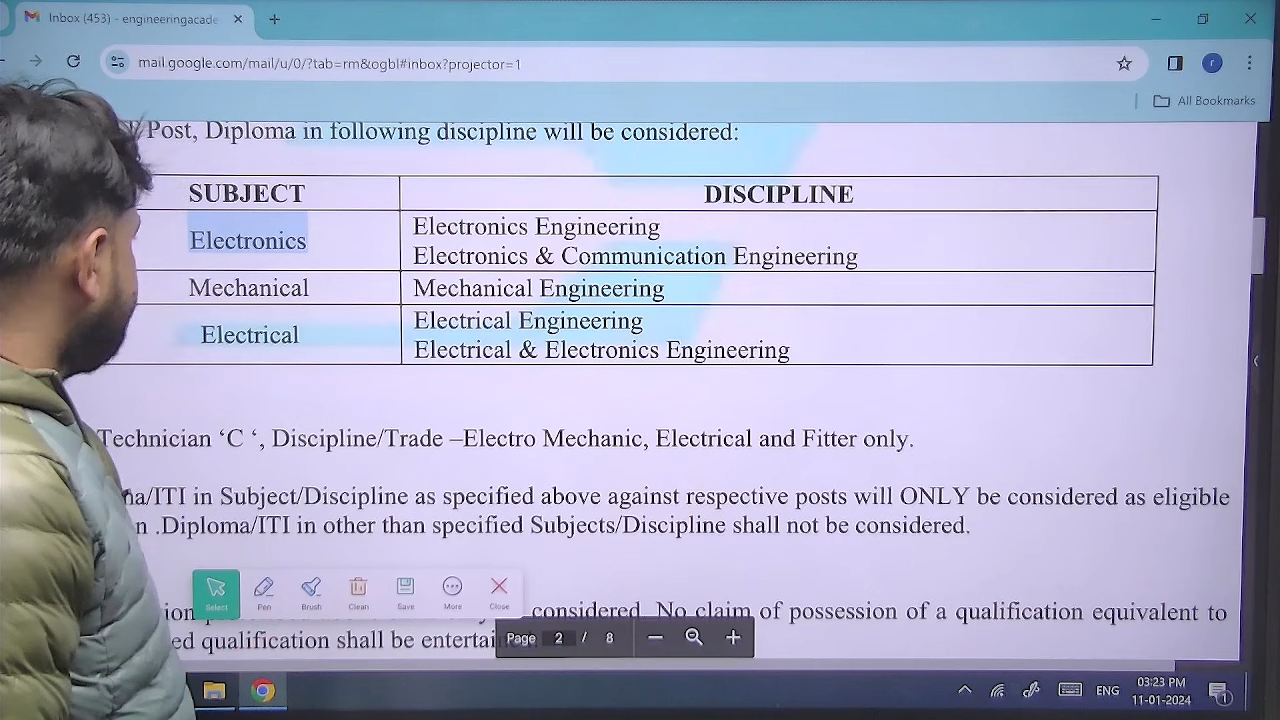 Inbox (453) - engineeringacade
mail.google.com/mail/u/0/?tab=rm&ogbl#inbox?projector=1
r
All Bookmarks
Post, Diploma in following discipline will be considered:
SUBJECT DISCIPLINE
Electronics Electronics Engineering
Electronics & Communication Engineering
Mechanical Mechanical Engineering
Electrical Electrical Engineering
Electrical & Electronics Engineering
Technician ‘C ‘, Discipline/Trade –Electro Mechanic, Electrical and Fitter only.
na/ITI in Subject/Discipline as specified above against respective posts will ONLY be considered as eligible
n .Diploma/ITI in other than specified Subjects/Discipline shall not be considered.
Select Pen Brush Clean Save More Close
ion considered. No claim of possession of a qualification equivalent to
ed qualification shall be entertain
Page 2 / 8
ENG
03:23 PM
11-01-2024
1